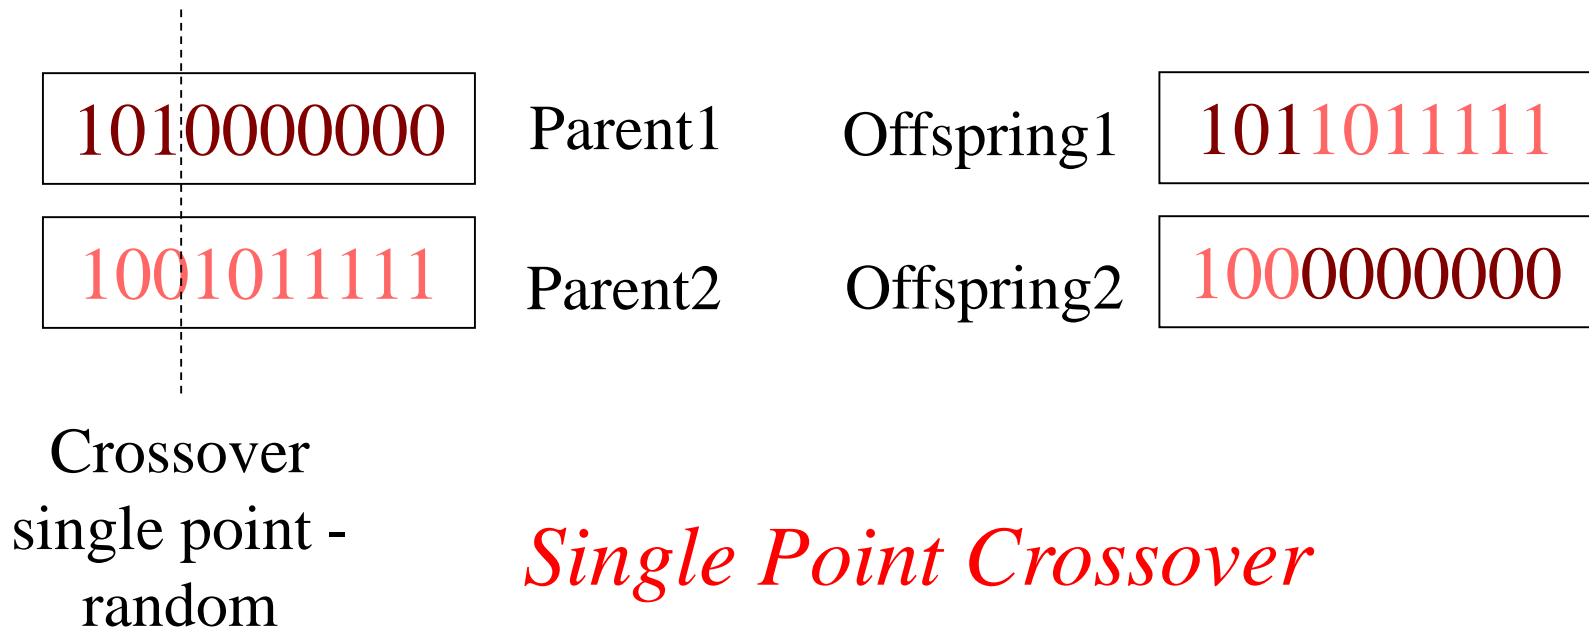 1010000000 Parent1 Offspring1 1011011111
1001011111 Parent2 Offspring2 1000000000
Crossover
single point -
random
Single Point Crossover